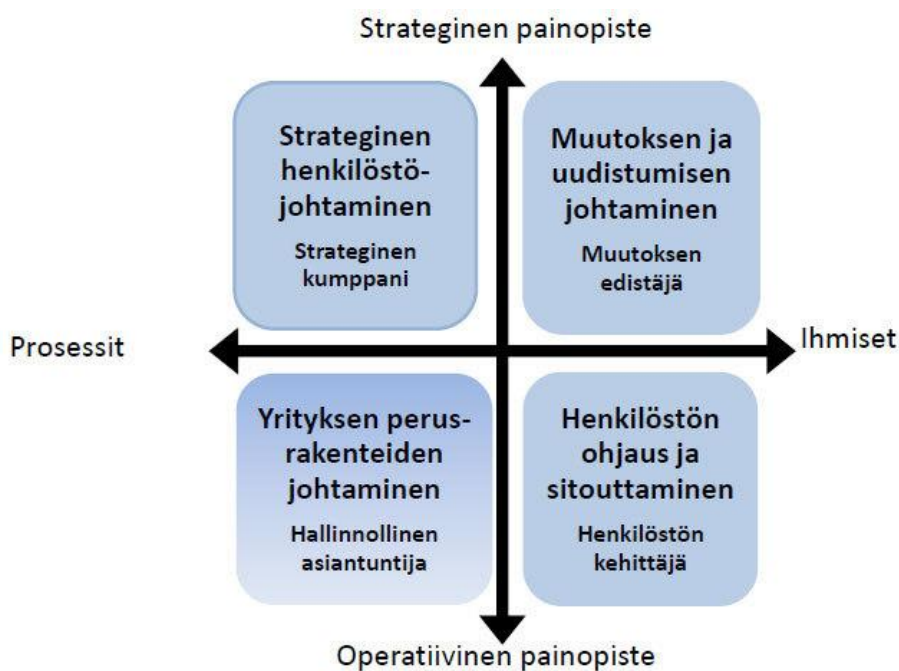 Strateginen painopiste
Strateginen
henkilöstö-
johtaminen
Strateginen
kumppani
Muutoksen ja
uudistumisen
johtaminen
Muutoksen
edistäjä
Prosessit
Ihmiset
Yrityksen perus-
rakenteiden
johtaminen
Hallinnollinen
asiantuntija
Henkilöstön
ohjaus ja
sitouttaminen
Henkilöstön
kehittäjä
Operatiivinen painopiste